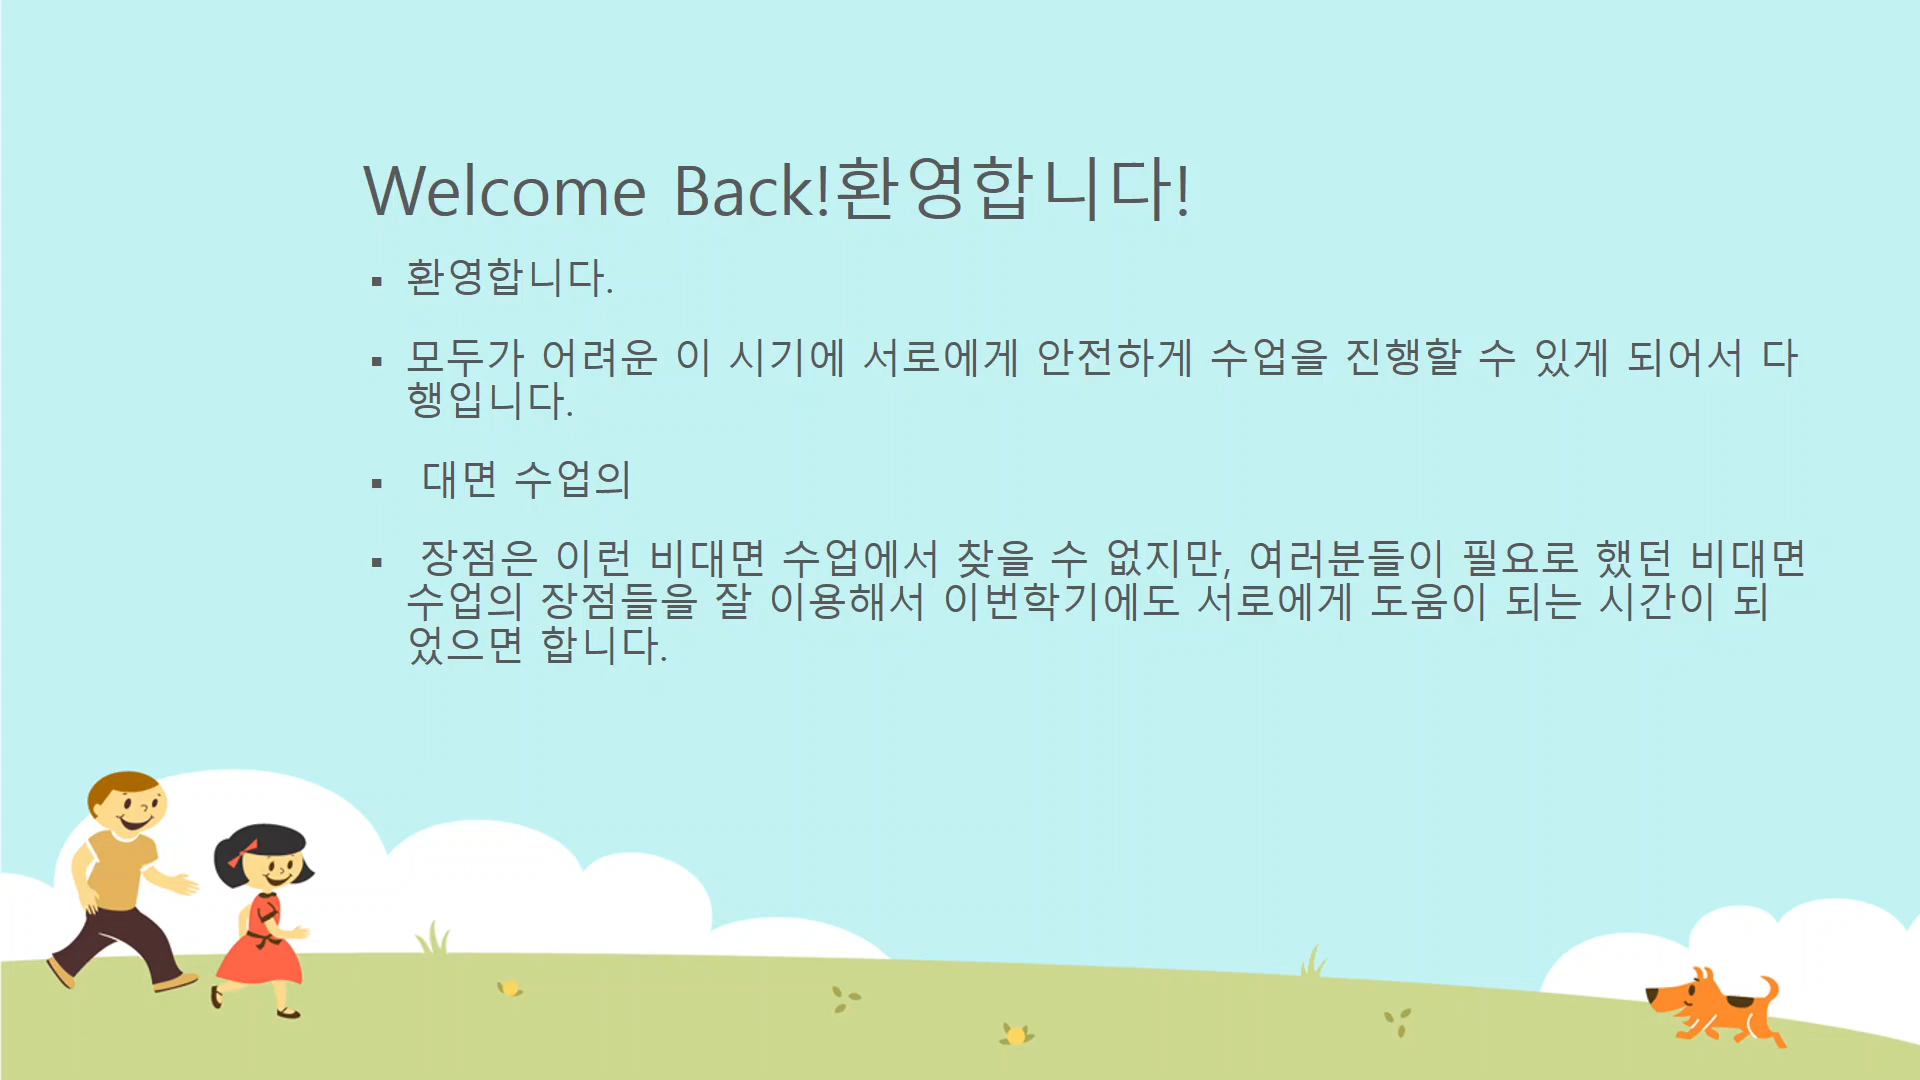 Welcome Back!환영합니다!
▪ 환영합니다.
▪ 모두가 어려운 이 시기에 서로에게 안전하게 수업을 진행할 수 있게 되어서 다
행입니다.
▪ 대면 수업의
▪ 장점은 이런 비대면 수업에서 찾을 수 없지만, 여러분들이 필요로 했던 비대면
수업의 장점들을 잘 이용해서 이번학기에도 서로에게 도움이 되는 시간이 되
었으면 합니다.